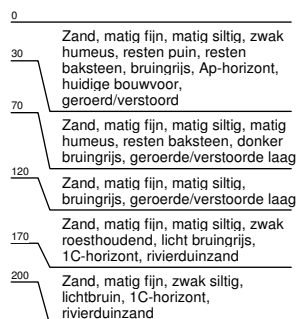 0
Zand, matig fijn, matig siltig, zwak
humeus, resten puin, resten
30
baksteen, bruingrijs, Ap-horizont,
huidige bouwvoor,
geroerd/verstoord
70
Zand, matig fijn, matig siltig, matig
humeus, resten baksteen, donker
bruingrijs, geroerde/verstoorde laag
120
Zand, matig fijn, matig siltig,
bruingrijs, geroerde/verstoorde laag
Zand, matig fijn, matig siltig, zwak
roesthoudend, licht bruingrijs,
170
1C-horizont, rivierduinzand
200
Zand, matig fijn, zwak siltig,
lichtbruin, 1C-horizont,
rivierduinzand